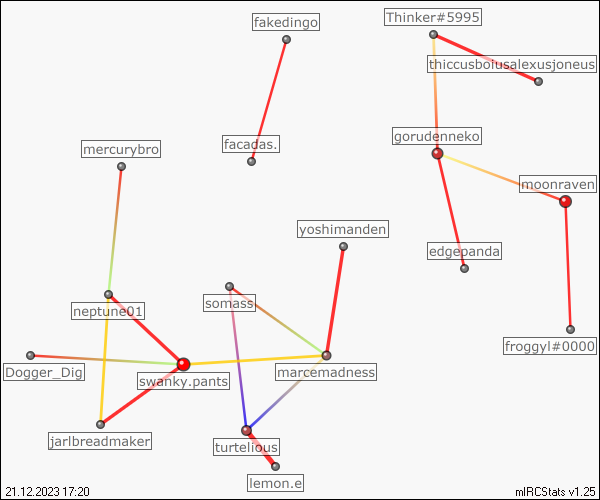 fakedingo
Thinker#5995
thiccusboiusalexusjoneus
facadas.
gorudenneko
mercurybro
moonraven
yoshimanden
edgepanda
neptune01
somass
froggyl#0000
Dogger_Dig
swanky.pants
marcemadness
jarlbreadmaker
turtelious
lemon.e
21.12.2023 17:20
mIRCStats v1.25